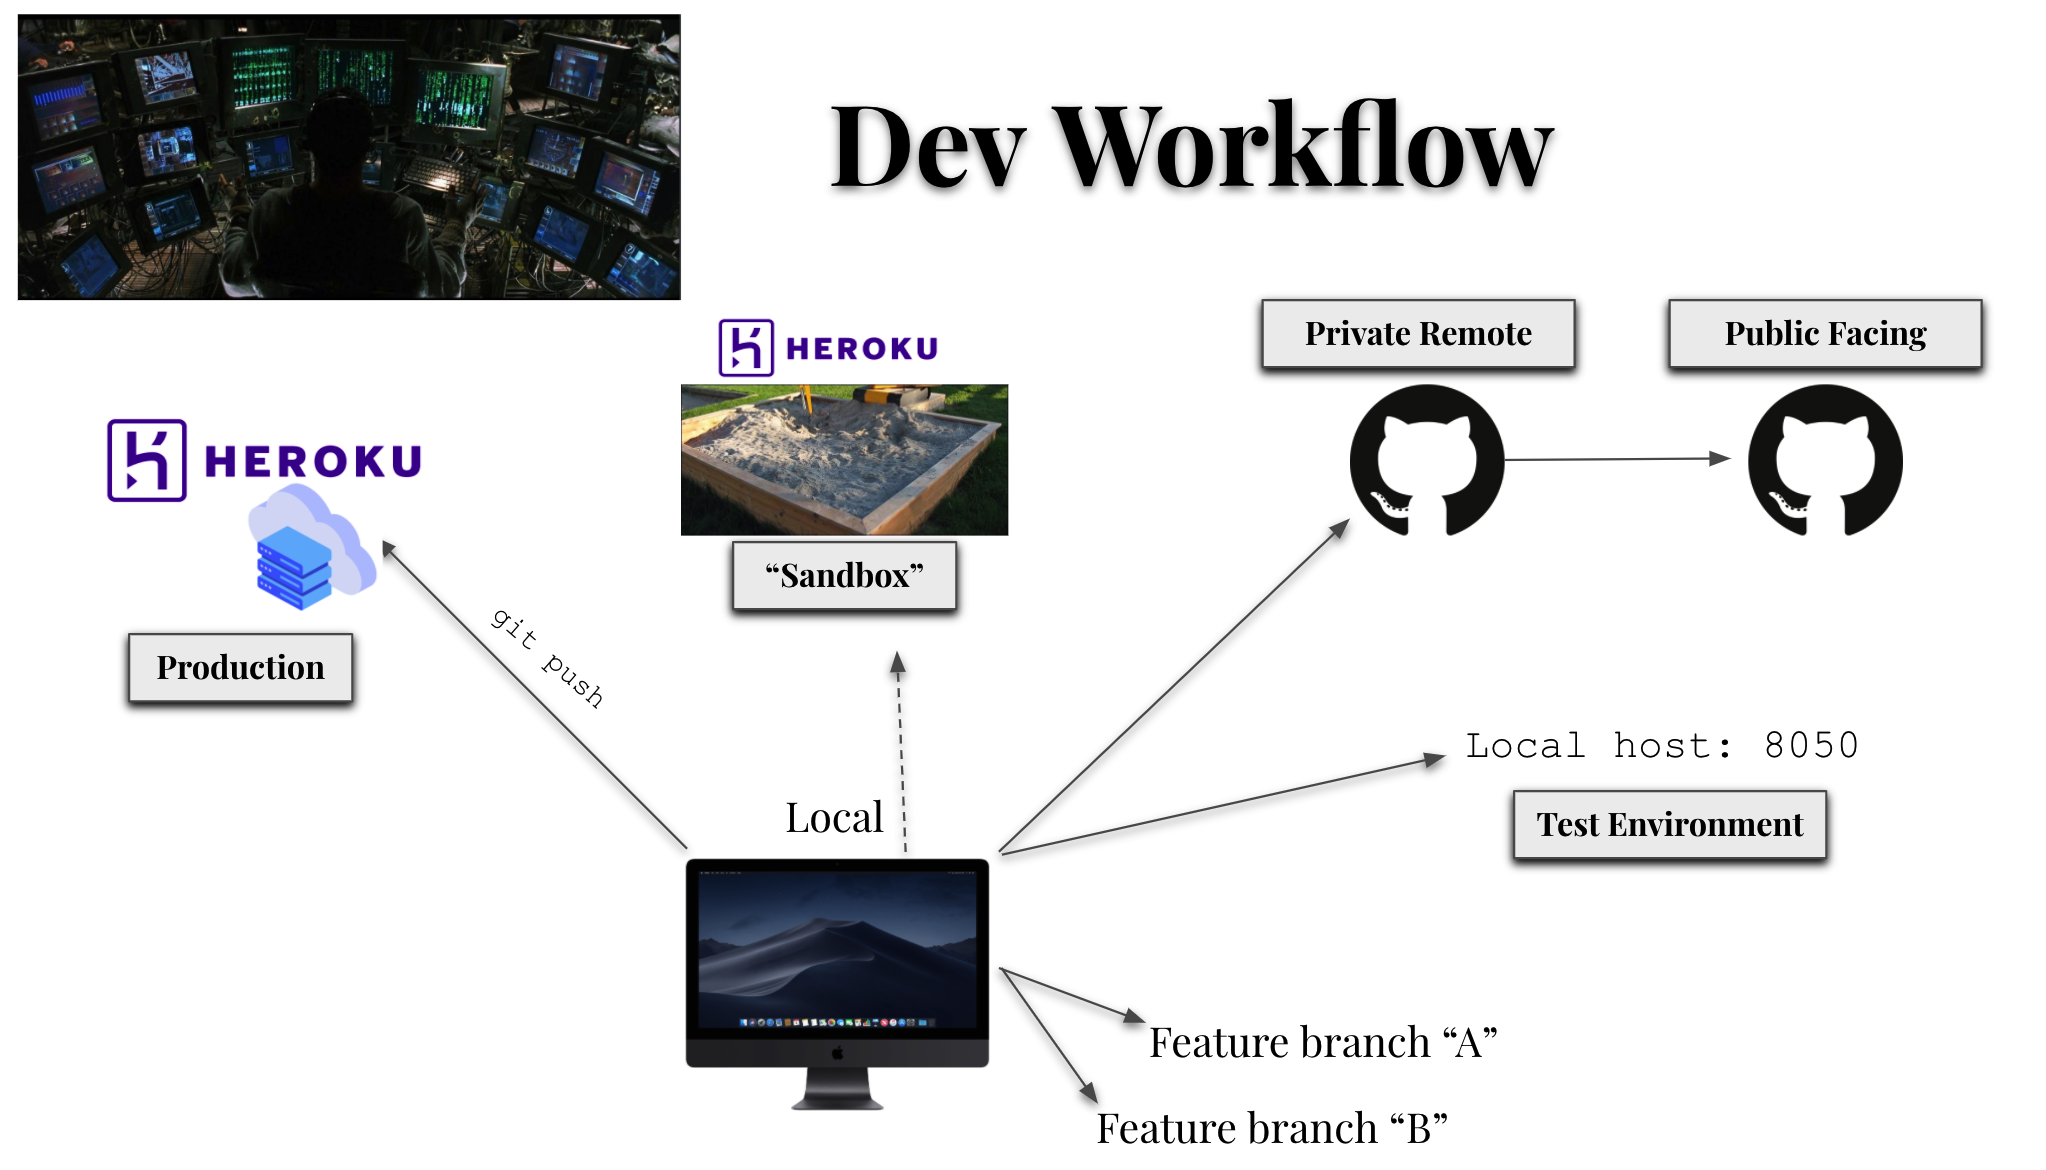 Dev Workflow
HEROKU
Private Remote
Public Facing
HEROKU
“Sandbox”
git push
Production
Local host: 8050
Local
Test Environment
Feature branch “A”
Feature branch “B”